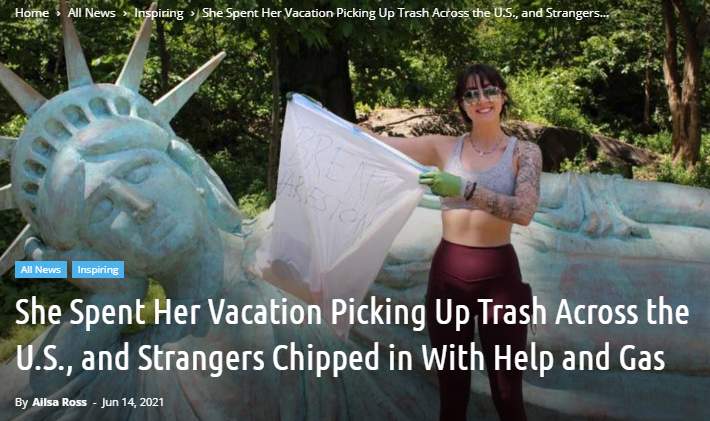 Home › All News › Inspiring › She Spent Her Vacation Picking Up Trash Across the U.S., and Strangers...
BRENT
CHARLESTON
All News Inspiring
She Spent Her Vacation Picking Up Trash Across the
U.S., and Strangers Chipped in With Help and Gas
By Ailsa Ross - Jun 14, 2021